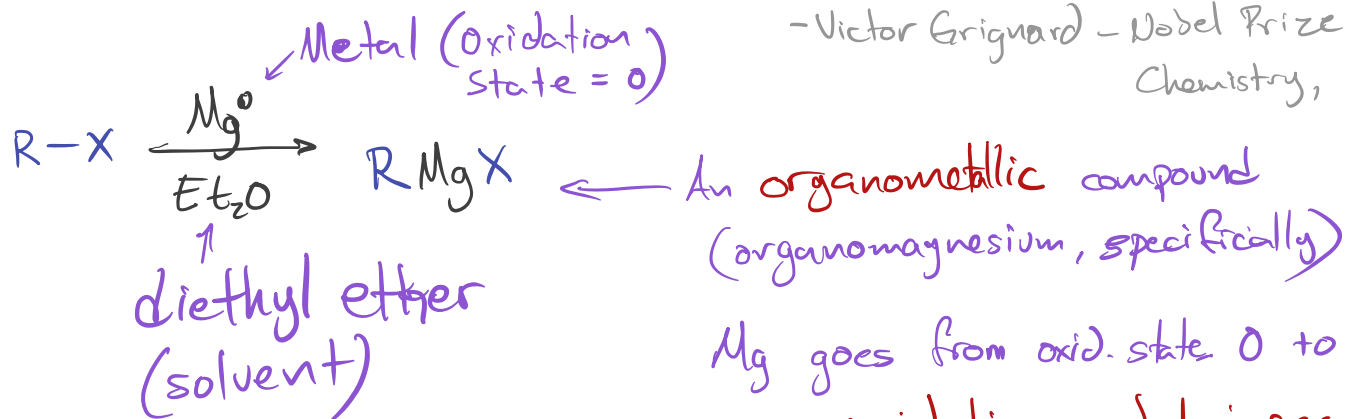 Metal (Oxidation
State = 0)
-Victor Grignard - Nobel Prize
Chemistry,
R-X
Mg⁰
Et₂O
RMgX
An organometallic compound
(organomagnesium, specifically)
diethyl ether
(solvent)
Mg goes from oxid. state 0 to